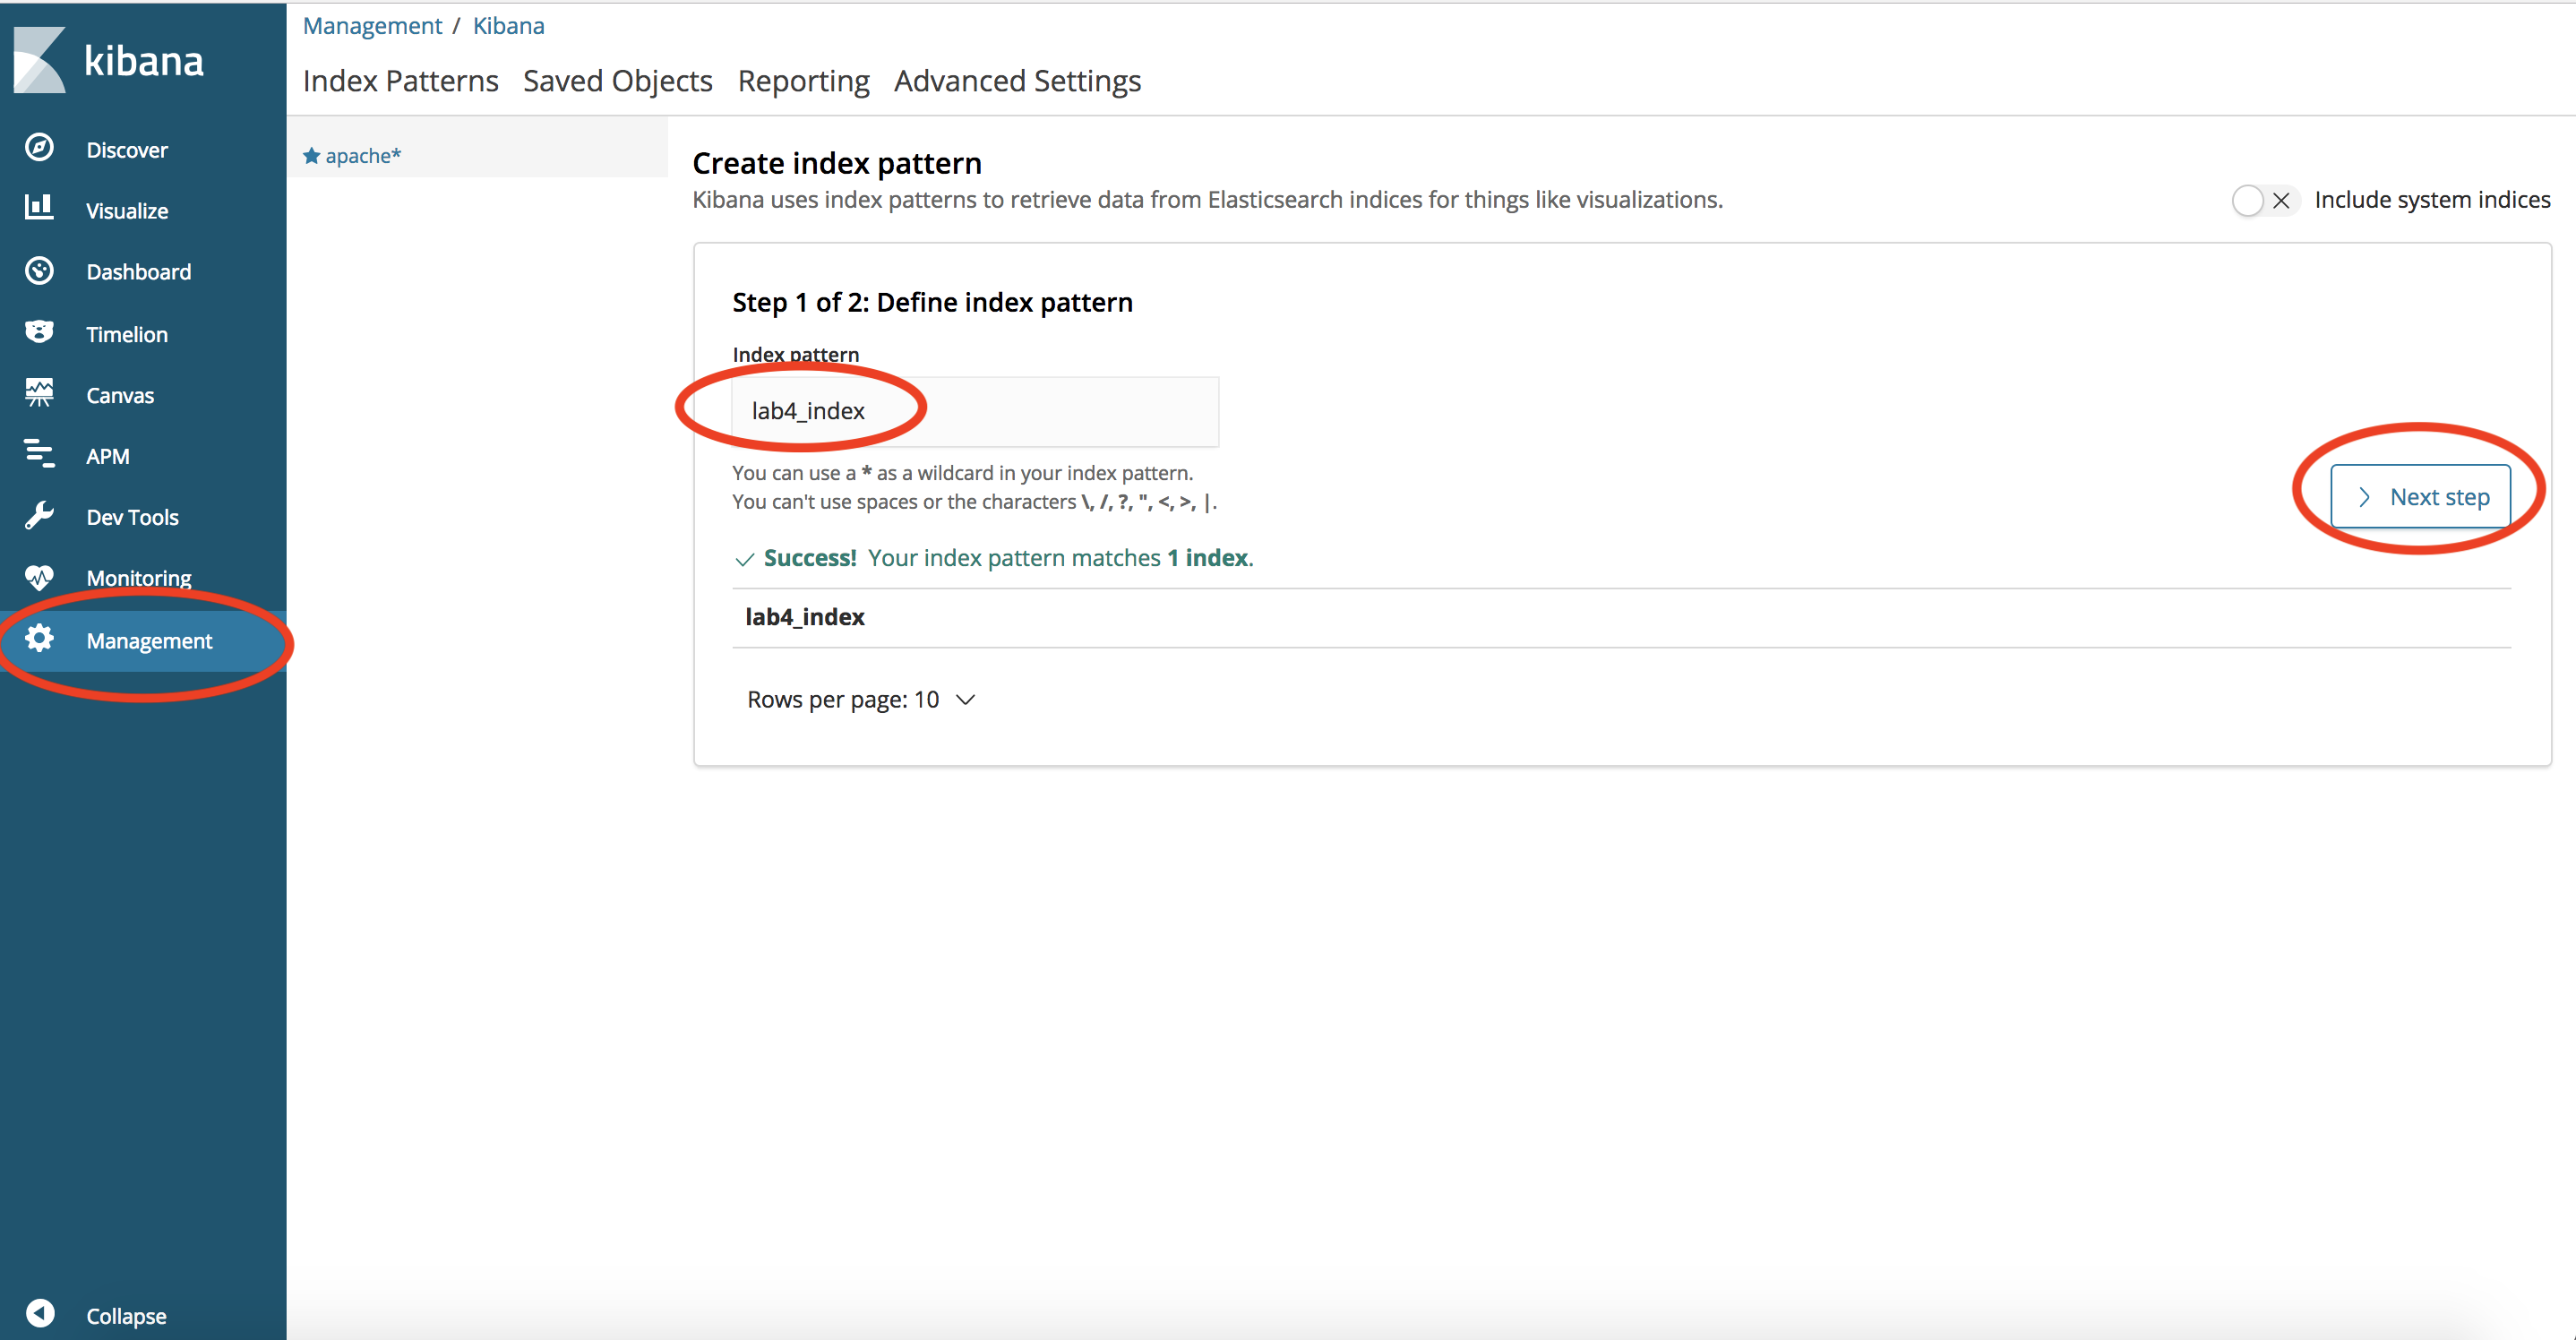 kibana
Discover
Visualize
Dashboard
Timelion
Canvas
APM
Dev Tools
Monitoring
Management
Collapse
Management / Kibana
Index Patterns Saved Objects Reporting Advanced Settings
apache*
Create index pattern
Kibana uses index patterns to retrieve data from Elasticsearch indices for things like visualizations.
Include system indices
Step 1 of 2: Define index pattern
Index pattern
lab4_index
You can use a * as a wildcard in your index pattern.
You can't use spaces or the characters \, /, ?, ", <, >, |.
Next step
Success! Your index pattern matches 1 index.
lab4_index
Rows per page: 10